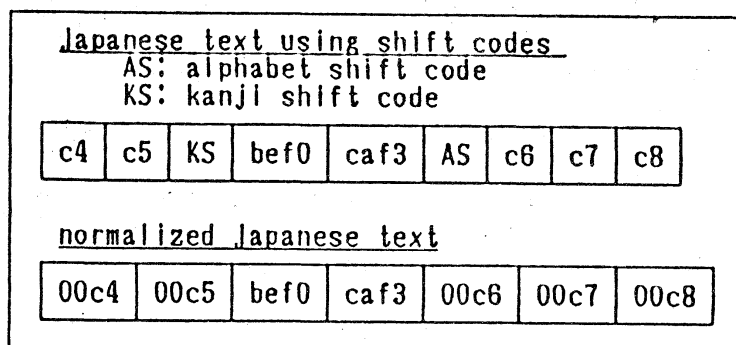 Japanese text using shift codes
AS: alphabet shift code
KS: kanji shift code
c4 c5 KS bef0 caf3 AS c6 c7 c8
normalized Japanese text
00c4 00c5 bef0 caf3 00c6 00c7 00c8